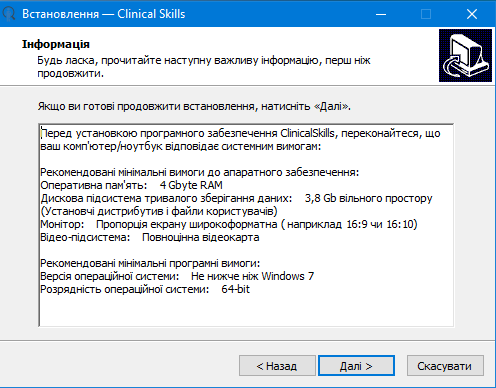 Встановлення — Clinical Skills
Інформація
Будь ласка, прочитайте наступну важливу інформацію, перш ніж
продовжити.
Якщо ви готові продовжити встановлення, натисніть «Далі».
Перед установкою програмного забезпечення ClinicalSkills, переконайтеся, що
ваш комп'ютер/ноутбук відповідає системним вимогам:
Рекомендовані мінімальні вимоги до апаратного забезпечення:
Оперативна пам'ять: 4 Gbyte RAM
Дискова підсистема тривалого зберігання даних: 3,8 Gb вільного простору
(Установчі дистрибутив і файли користувачів)
Монітор: Пропорція екрану широкоформатна ( наприклад 16:9 чи 16:10)
Відео-підсистема: Повноцінна відеокарта
Рекомендовані мінімальні програмні вимоги:
Версія операційної системи: Не нижче ніж Windows 7
Розрядність операційної системи: 64-bit
< Назад
Далі >
Скасувати